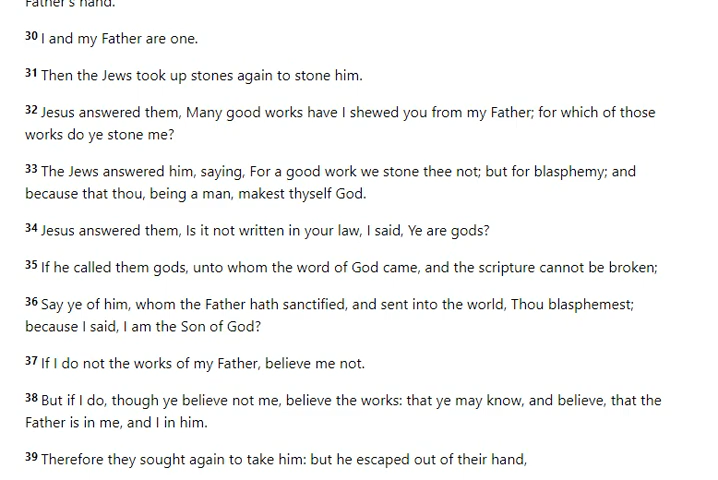 Father's hand.
30 I and my Father are one.
31 Then the Jews took up stones again to stone him.
32 Jesus answered them, Many good works have I shewed you from my Father; for which of those
works do ye stone me?
33 The Jews answered him, saying, For a good work we stone thee not; but for blasphemy; and
because that thou, being a man, makest thyself God.
34 Jesus answered them, Is it not written in your law, I said, Ye are gods?
35 If he called them gods, unto whom the word of God came, and the scripture cannot be broken;
36 Say ye of him, whom the Father hath sanctified, and sent into the world, Thou blasphemest;
because I said, I am the Son of God?
37 If I do not the works of my Father, believe me not.
38 But if I do, though ye believe not me, believe the works: that ye may know, and believe, that the
Father is in me, and I in him.
39 Therefore they sought again to take him: but he escaped out of their hand,